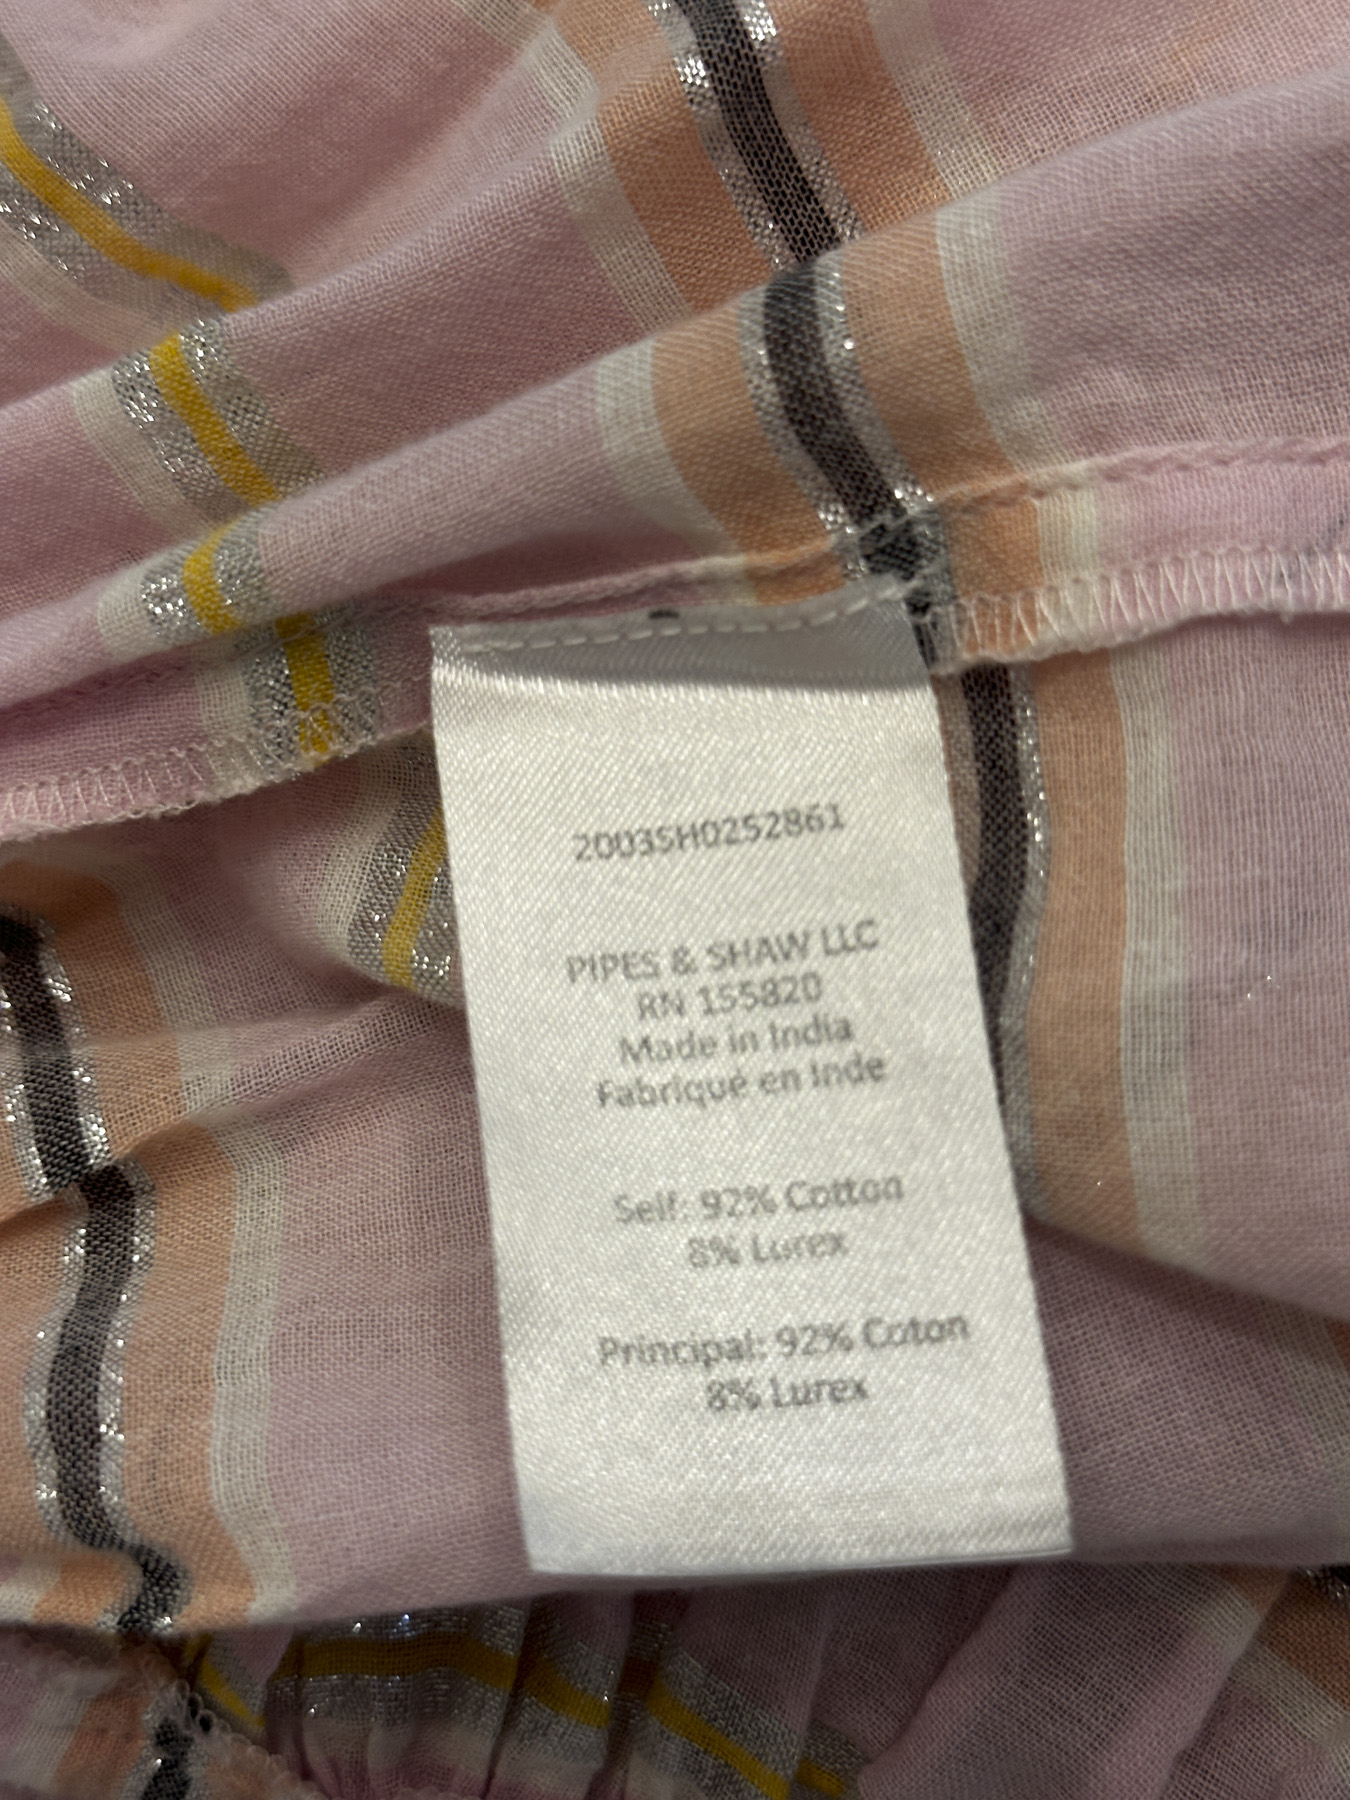 2003SH0252861
PIPES & SHAW LLC
RN 155820
Made in India
Fabriqué en Inde
Self: 92% Cotton
8% Lurex
Principal: 92% Coton
8% Lurex